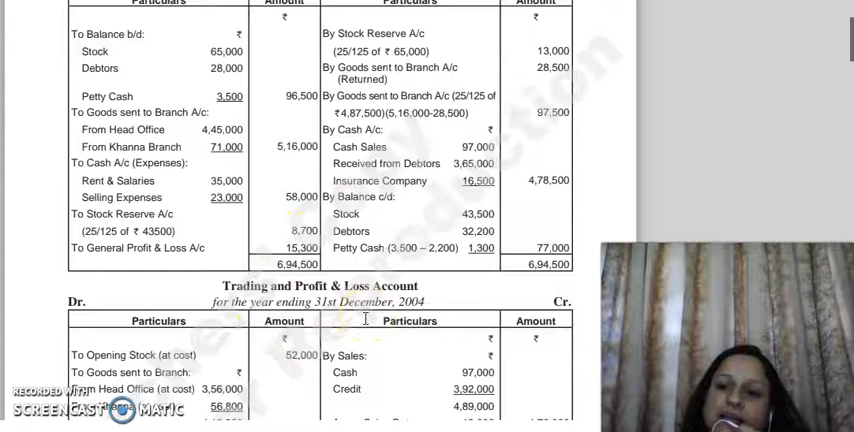 Particulars Amount Particulars Amount
₹ ₹
To Balance b/d: ₹ By Stock Reserve A/c
Stock 65,000 (25/125 of ₹ 65,000) 13,000
Debtors 28,000 By Goods sent to Branch A/c 28,500
(Returned)
Petty Cash 3,500 96,500 By Goods sent to Branch A/c (25/125 of
To Goods sent to Branch A/c: ₹4,87,500)(5,16,000-28,500) 97,500
From Head Office 4,45,000 By Cash A/c: ₹
From Khanna Branch 71,000 5,16,000 Cash Sales 97,000
To Cash A/c (Expenses): Received from Debtors 3,65,000
Rent & Salaries 35,000 Insurance Company 16,500 4,78,500
Selling Expenses 23,000 58,000 By Balance c/d:
To Stock Reserve A/c Stock 43,500
(25/125 of ₹ 43500) 8,700 Debtors 32,200
To General Profit & Loss A/c 15,300 Petty Cash (3,500 – 2,200) 1,300 77,000
6,94,500 6,94,500
Trading and Profit & Loss Account
Dr. for the year ending 31st December, 2004 Cr.
Particulars Amount Particulars Amount
₹ ₹ ₹
To Opening Stock (at cost) 52,000 By Sales: ₹
To Goods sent to Branch: ₹ Cash 97,000
From Head Office (at cost) 3,56,000 Credit 3,92,000
56,800 4,89,000
RECORDED WITH
SCREENCAST MATIC